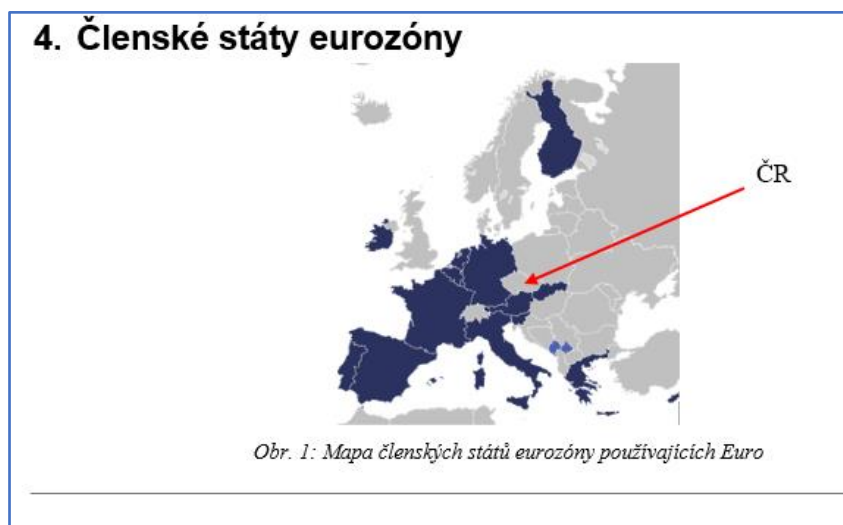 4. Členské státy eurozóny
ČR
Obr. 1: Mapa členských států eurozóny používajících Euro